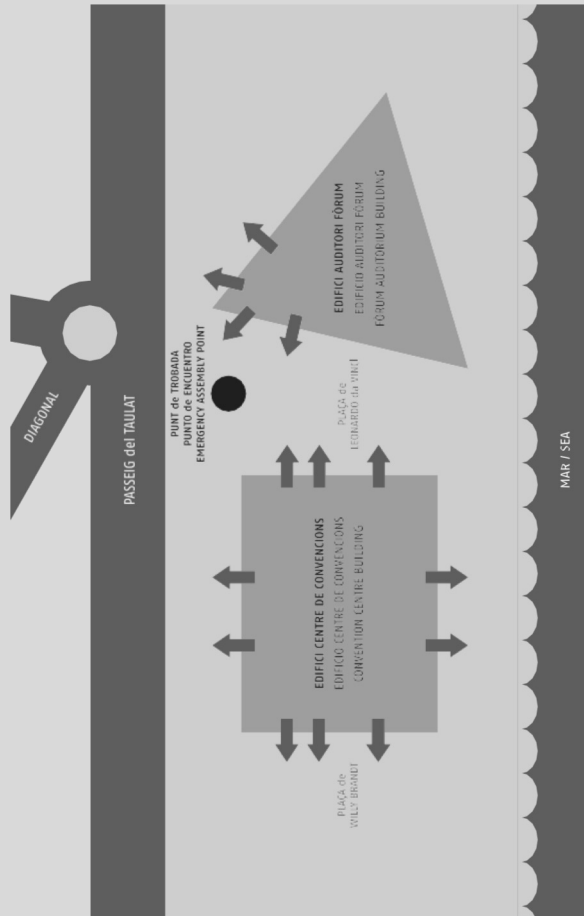 DIAGONAL
PASSEIG del TAULAT
PUNT de TROBADA
PUNTO de ENCUENTRO
EMERGENCY ASSEMBLY POINT
EDIFICI AUDITORI FÒRUM
EDIFICIO AUDITORI FÒRUM
FÒRUM AUDITORIUM BUILDING
PLAÇA de
LEONARDO da VINCI
EDIFICI CENTRE DE CONVENCIONS
EDIFICIO CENTRE DE CONVENCIONS
CONVENTION CENTRE BUILDING
PLAÇA de
WILLY BRANDT
MAR / SEA